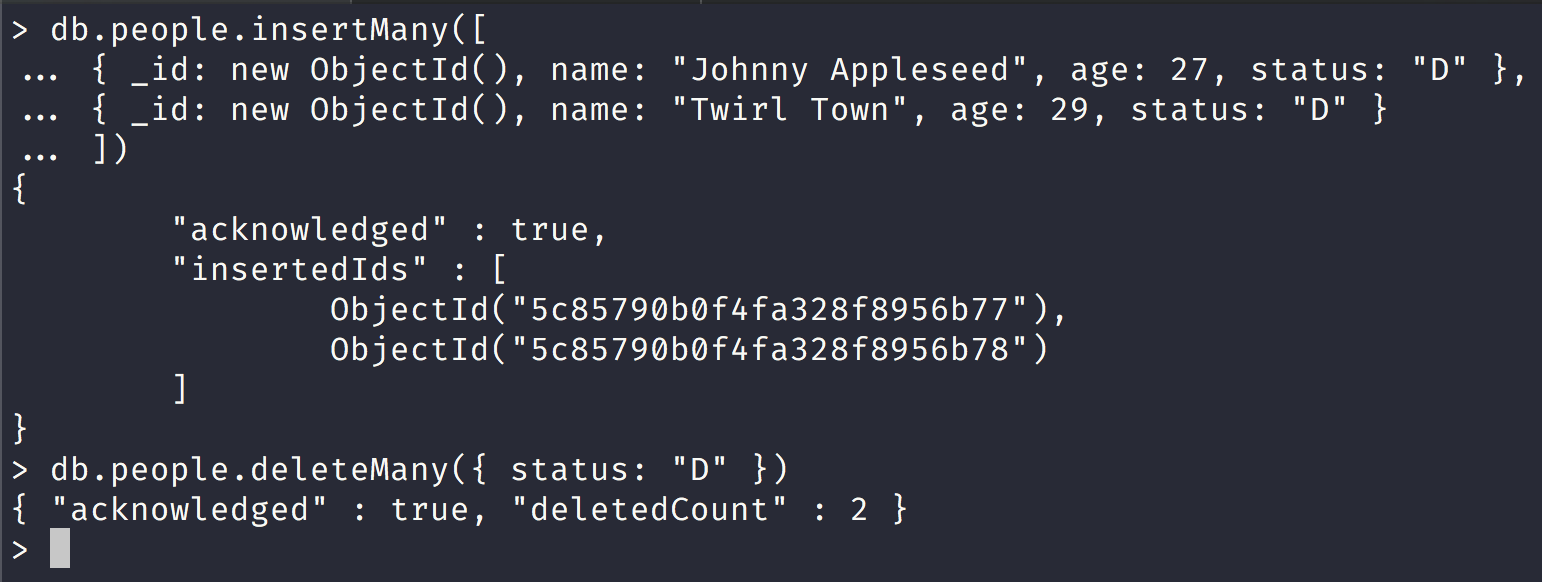 > db.people.insertMany([
... { _id: new ObjectId(), name: "Johnny Appleseed", age: 27, status: "D" },
... { _id: new ObjectId(), name: "Twirl Town", age: 29, status: "D" }
... ])
{
"acknowledged" : true,
"insertedIds" : [
ObjectId("5c85790b0f4fa328f8956b77"),
ObjectId("5c85790b0f4fa328f8956b78")
]
}
> db.people.deleteMany({ status: "D" })
{ "acknowledged" : true, "deletedCount" : 2 }
>